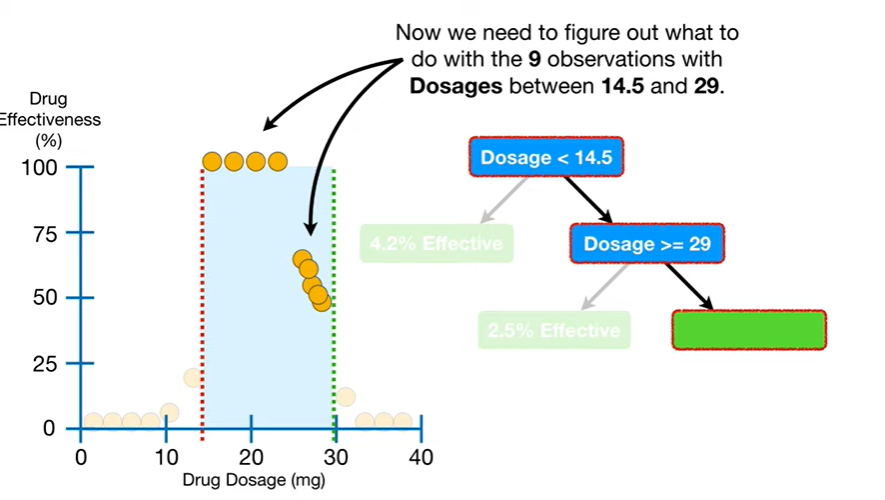 Now we need to figure out what to
do with the 9 observations with
Dosages between 14.5 and 29.
Drug
Effectiveness
(%)
100
75
50
25
0
0 10 20 30 40
Drug Dosage (mg)
Dosage < 14.5
4.2% Effective
Dosage >= 29
2.5% Effective